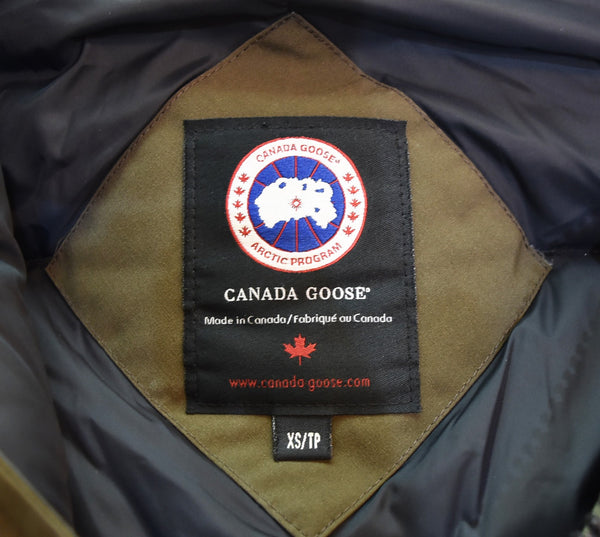 CANADA GOOSE®
ARCTIC PROGRAM
CANADA GOOSE®
Made in Canada/Fabriqué au Canada
www.canada goose.com
XS/TP